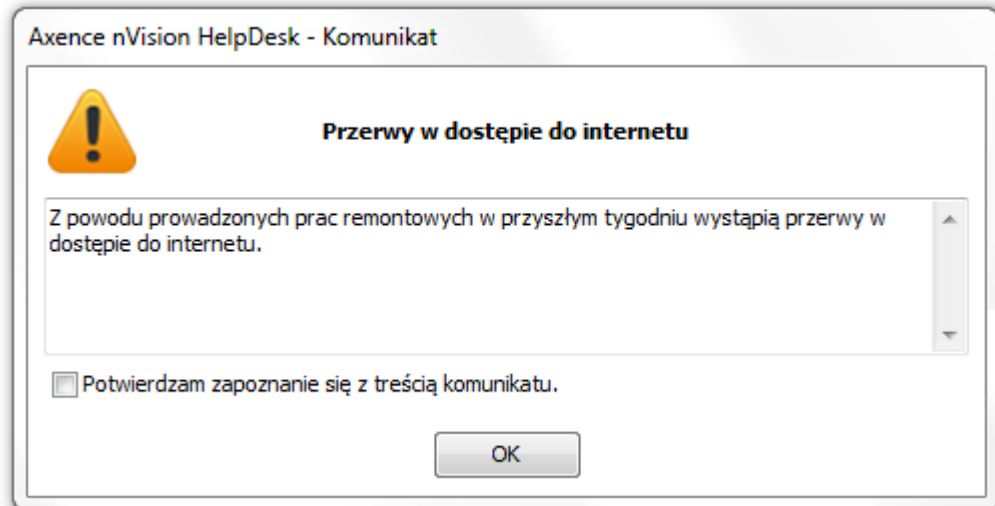 Axence nVision HelpDesk - Komunikat
Przerwy w dostępie do internetu
Z powodu prowadzonych prac remontowych w przyszłym tygodniu wystąpią przerwy w
dostępie do internetu.
Potwierdzam zapoznanie się z treścią komunikatu.
OK